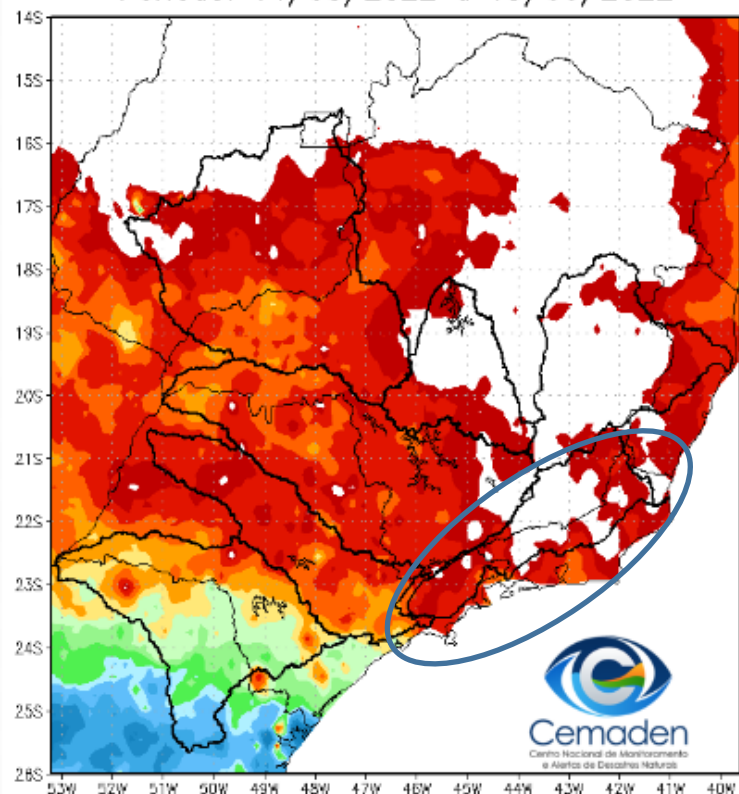 14S
15S
16S
17S
18S
19S
20S
21S
22S
23S
24S
25S
26S
53W 52W 51W 50W 49W 48W 47W 46W 45W 44W 43W 42W 41W 40W
Cemaden
Centro Nacional de Monitoramento
e Alertas de Desastres Naturais